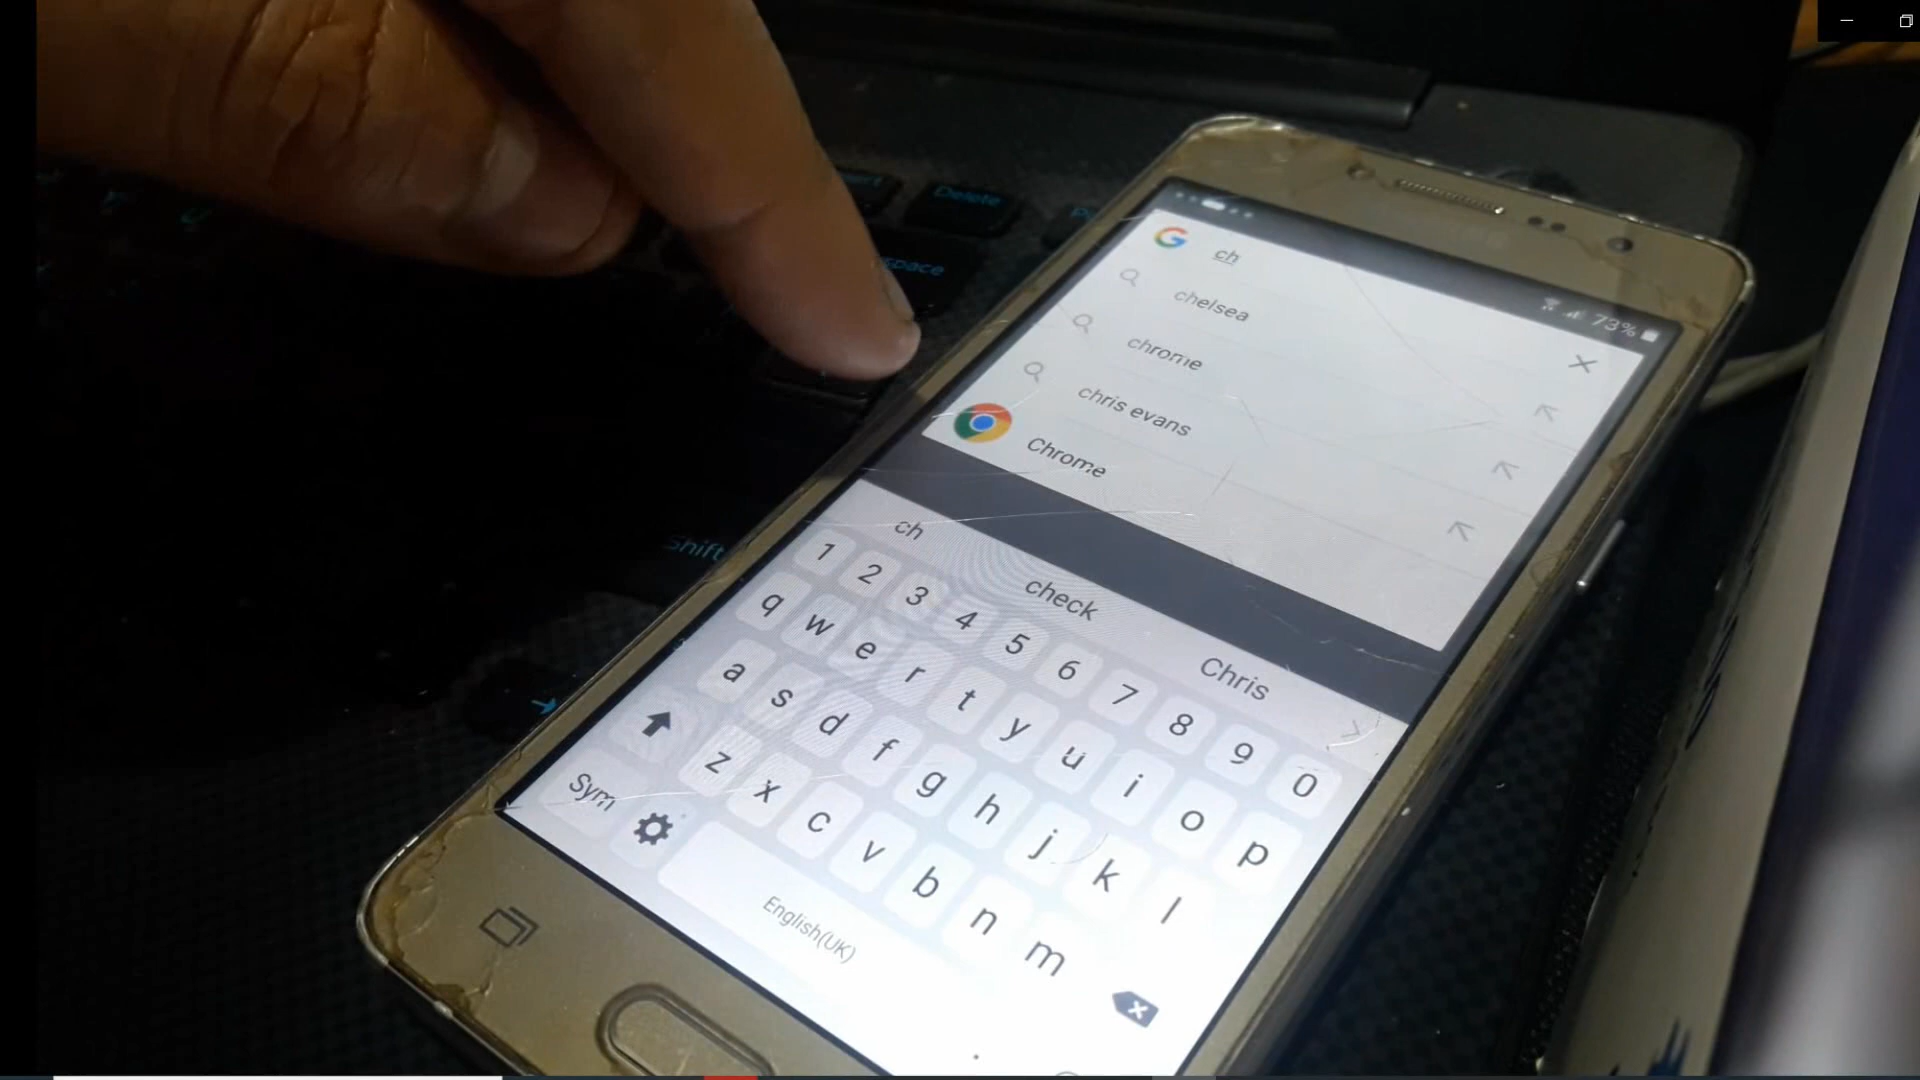 Delete
space
Shift
73%
ch
chelsea
chrome
chris evans
Chrome
ch check Chris
1 2 3 4 5 6 7 8 9 0
q w e r t y u i o p
a s d f g h j k l
z x c v b n m
Sym English(UK) .